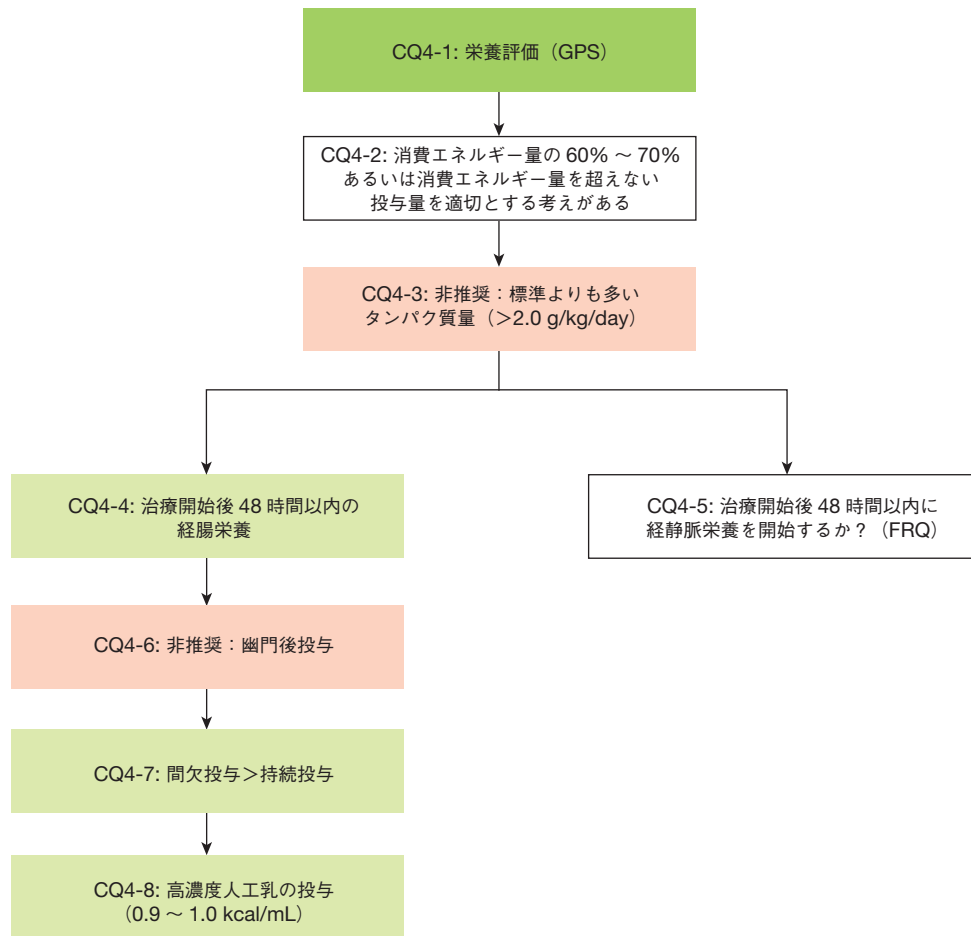 CQ4-1: 栄養評価（GPS）
CQ4-2: 消費エネルギー量の 60% ～ 70%
あるいは消費エネルギー量を超えない
投与量を適切とする考えがある
CQ4-3: 非推奨：標準よりも多い
タンパク質量（>2.0 g/kg/day）
CQ4-4: 治療開始後 48 時間以内の
経腸栄養
CQ4-5: 治療開始後 48 時間以内に
経静脈栄養を開始するか？（FRQ）
CQ4-6: 非推奨：幽門後投与
CQ4-7: 間欠投与＞持続投与
CQ4-8: 高濃度人工乳の投与
（0.9 ～ 1.0 kcal/mL）